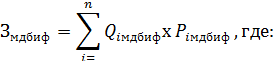 З мдбиф = n ∑ i= Q iмдбиф х P iмдбиф , где: